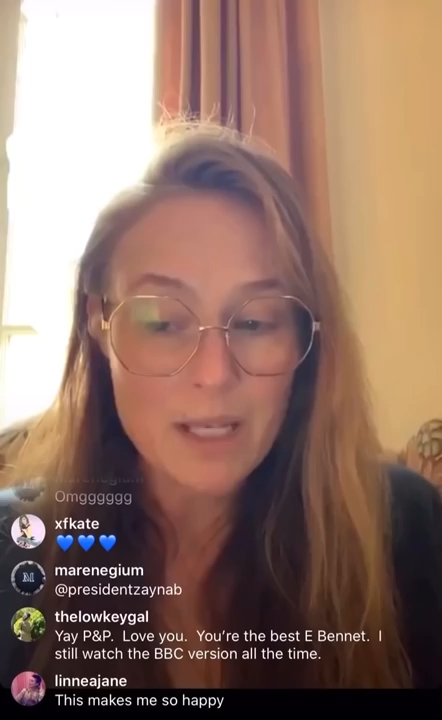 Omgggggg
xfkate
💙💙💙
marenegium
@presidentzaynab
thelowkeygal
Yay P&P.  Love you.  You're the best E Bennet.  I
still watch the BBC version all the time.
linneajane
This makes me so happy